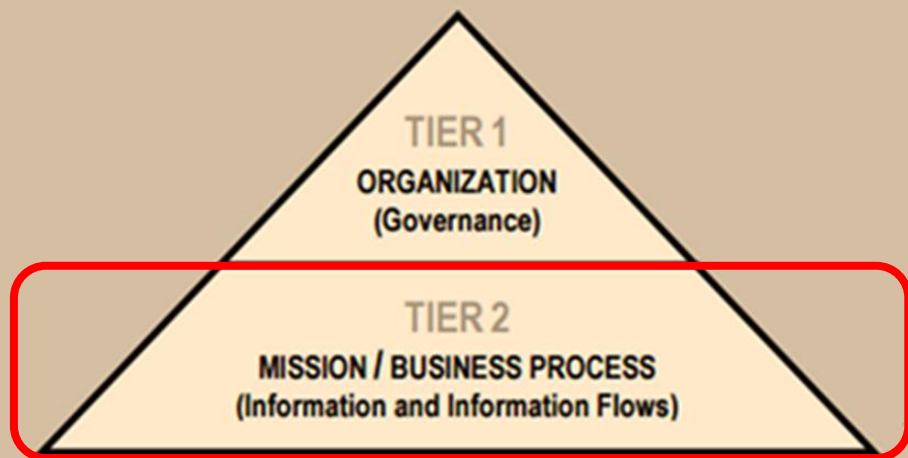 TIER 1
ORGANIZATION
(Governance)
TIER 2
MISSION / BUSINESS PROCESS
(Information and Information Flows)